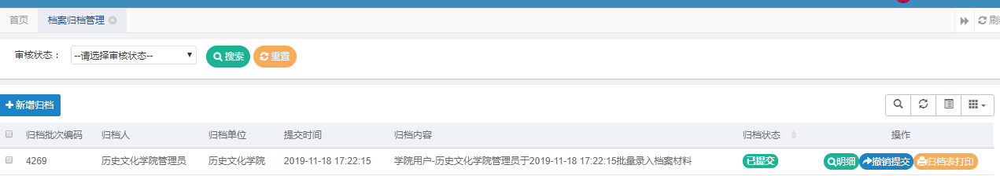 首页 档案归档管理
审核状态： --请选择审核状态-- 搜索 重置
新增归档
归档批次编码 归档人 归档单位 提交时间 归档内容 归档状态 操作
4269 历史文化学院管理员 历史文化学院 2019-11-18 17:22:15 学院用户-历史文化学院管理员于2019-11-18 17:22:15批量录入档案材料 已提交 明细 撤销提交 归档表打印